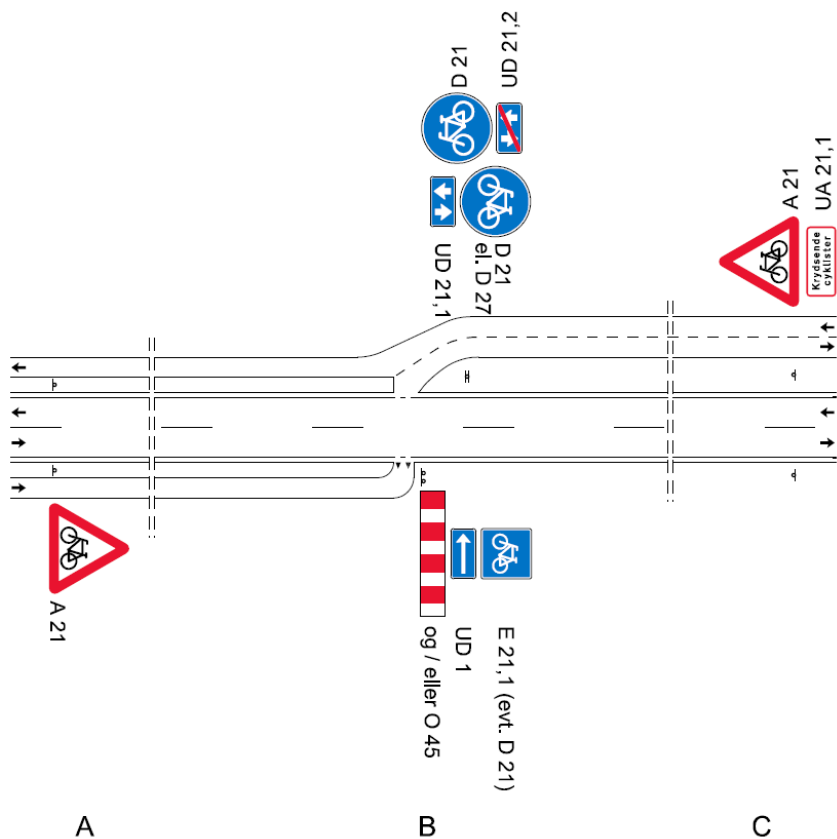 D 21
UD 21,2
D 21
el. D 27
UD 21,1
A 21
UA 21,1
Krydsende
cyklister
A 21
E 21,1 (evt. D 21)
UD 1
og / eller O 45
A
B
C